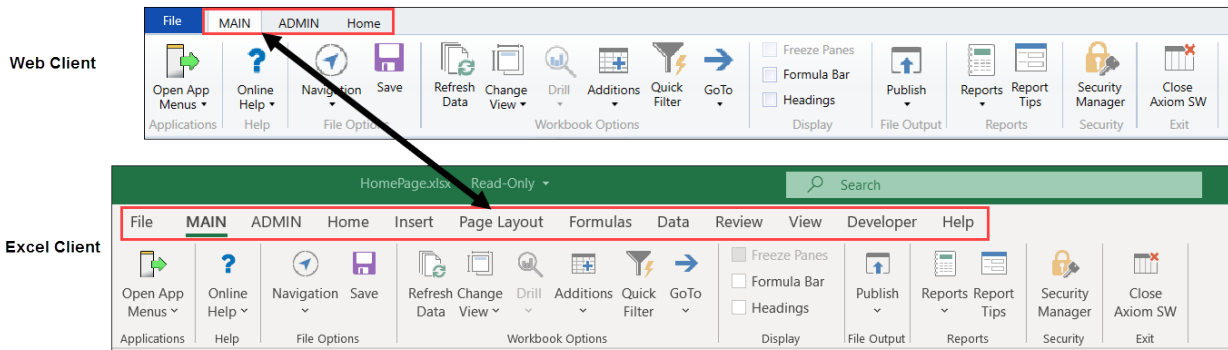 File MAIN ADMIN Home
Web Client
Freeze Panes
Formula Bar
Headings
Open App Menus
Online Help
Navigation
Save
Refresh Data
Change View
Drill
Additions
Quick Filter
GoTo
Publish
Reports
Report Tips
Security Manager
Close Axiom SW
Applications Help File Options Workbook Options Display File Output Reports Security Exit
HomePage.xlsx - Read-Only
Search
File MAIN ADMIN Home Insert Page Layout Formulas Data Review View Developer Help
Excel Client
Freeze Panes
Formula Bar
Headings
Open App Menus
Online Help
Navigation
Save
Refresh Data
Change View
Drill
Additions
Quick Filter
GoTo
Publish
Reports
Report Tips
Security Manager
Close Axiom SW
Applications Help File Options Workbook Options Display File Output Reports Security Exit